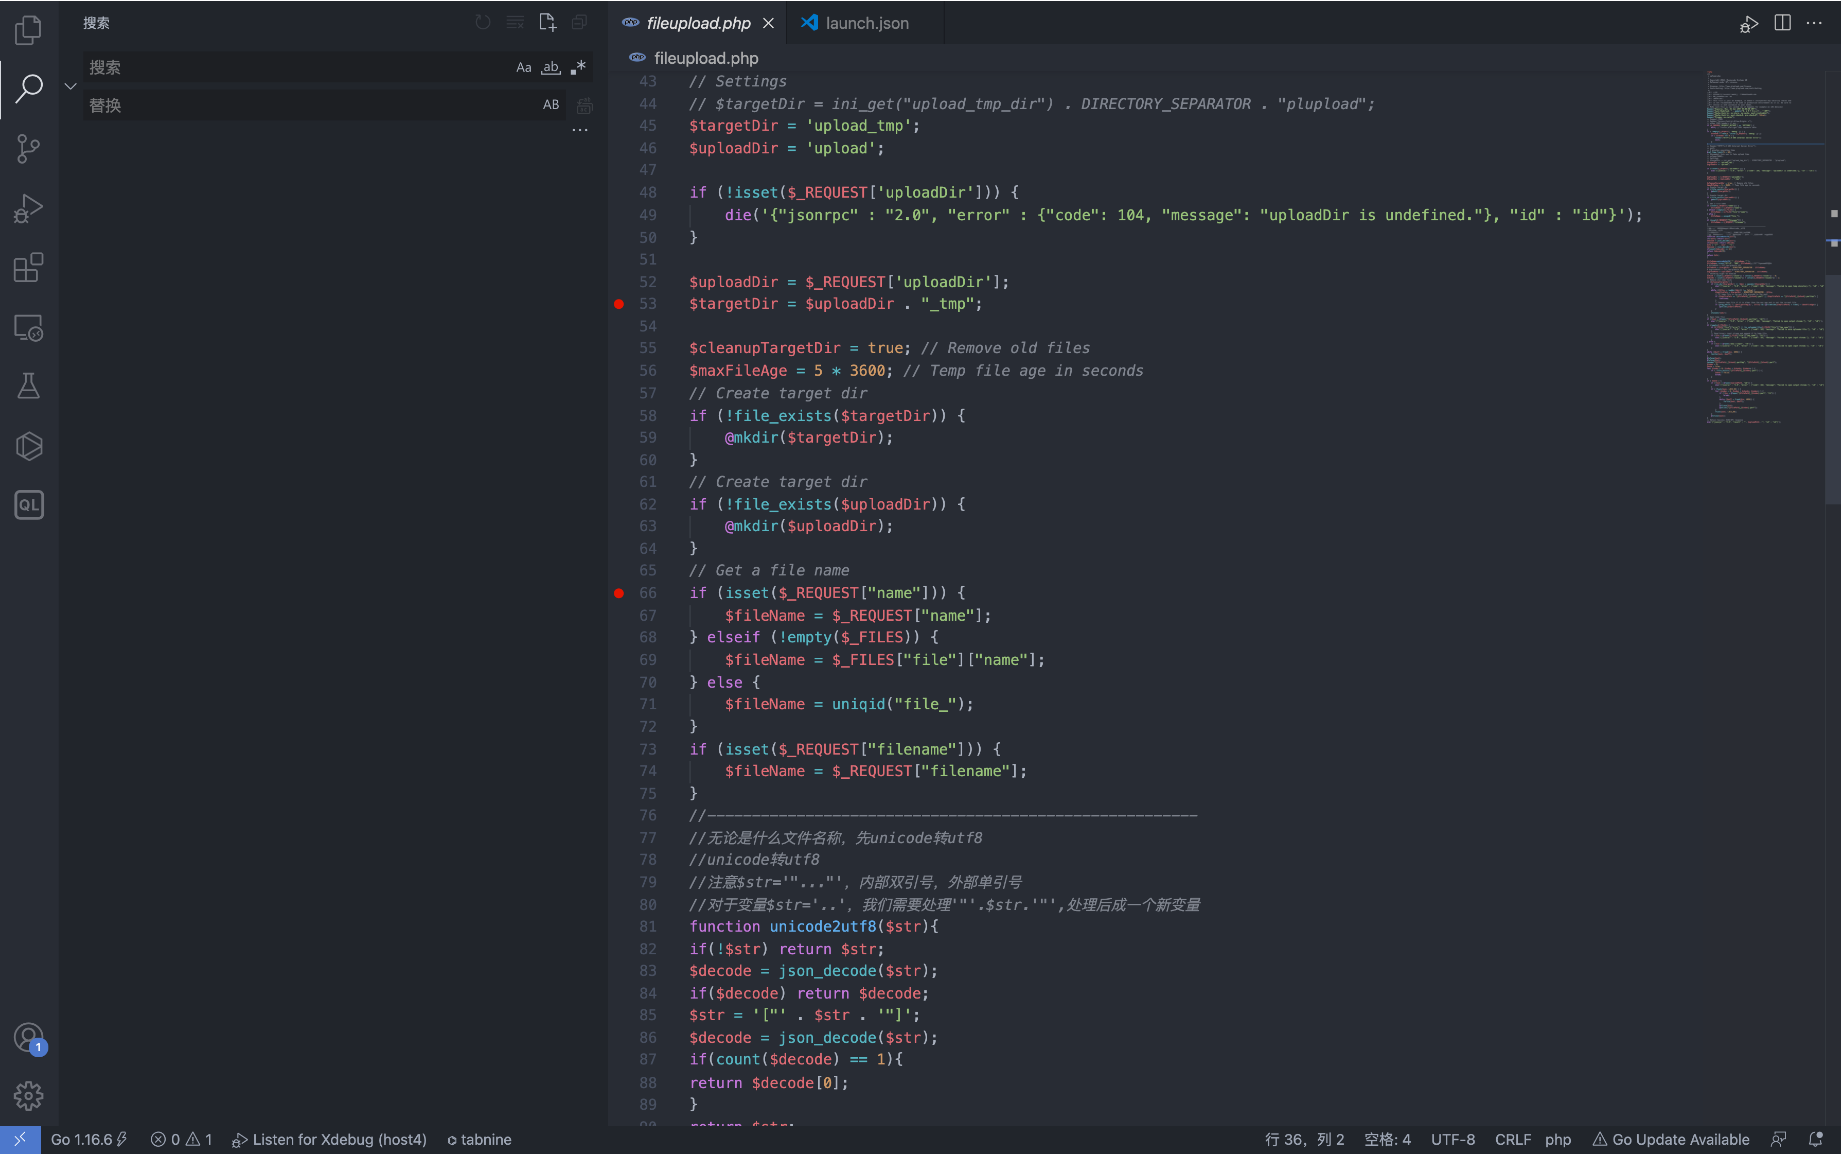 搜索
搜索
Aa
ab
.*
替换
AB
...
fileupload.php
launch.json
fileupload.php
43 // Settings
44 // $targetDir = ini_get("upload_tmp_dir") . DIRECTORY_SEPARATOR . "plupload";
45 $targetDir = 'upload_tmp';
46 $uploadDir = 'upload';
47
48 if (!isset($_REQUEST['uploadDir'])) {
49 die('{"jsonrpc" : "2.0", "error" : {"code": 104, "message": "uploadDir is undefined."}, "id" : "id"}');
50 }
51
52 $uploadDir = $_REQUEST['uploadDir'];
53 $targetDir = $uploadDir . "_tmp";
54
55 $cleanupTargetDir = true; // Remove old files
56 $maxFileAge = 5 * 3600; // Temp file age in seconds
57 // Create target dir
58 if (!file_exists($targetDir)) {
59 @mkdir($targetDir);
60 }
61 // Create target dir
62 if (!file_exists($uploadDir)) {
63 @mkdir($uploadDir);
64 }
65 // Get a file name
66 if (isset($_REQUEST["name"])) {
67 $fileName = $_REQUEST["name"];
68 } elseif (!empty($_FILES)) {
69 $fileName = $_FILES["file"]["name"];
70 } else {
71 $fileName = uniqid("file_");
72 }
73 if (isset($_REQUEST["filename"])) {
74 $fileName = $_REQUEST["filename"];
75 }
76 //-------------------------------------------------------
77 //无论是什么文件名称，先unicode转utf8
78 //unicode转utf8
79 //注意$str='"..."'，内部双引号，外部单引号
80 //对于变量$str='..'，我们需要处理'"'.$str.'"',处理后成一个新变量
81 function unicode2utf8($str){
82 if(!$str) return $str;
83 $decode = json_decode($str);
84 if($decode) return $decode;
85 $str = '["' . $str . '"]';
86 $decode = json_decode($str);
87 if(count($decode) == 1){
88 return $decode[0];
89 }
90 return $str;
QL
1
Go 1.16.6
0
1
Listen for Xdebug (host4)
tabnine
行 36，列 2
空格: 4
UTF-8
CRLF
php
Go Update Available